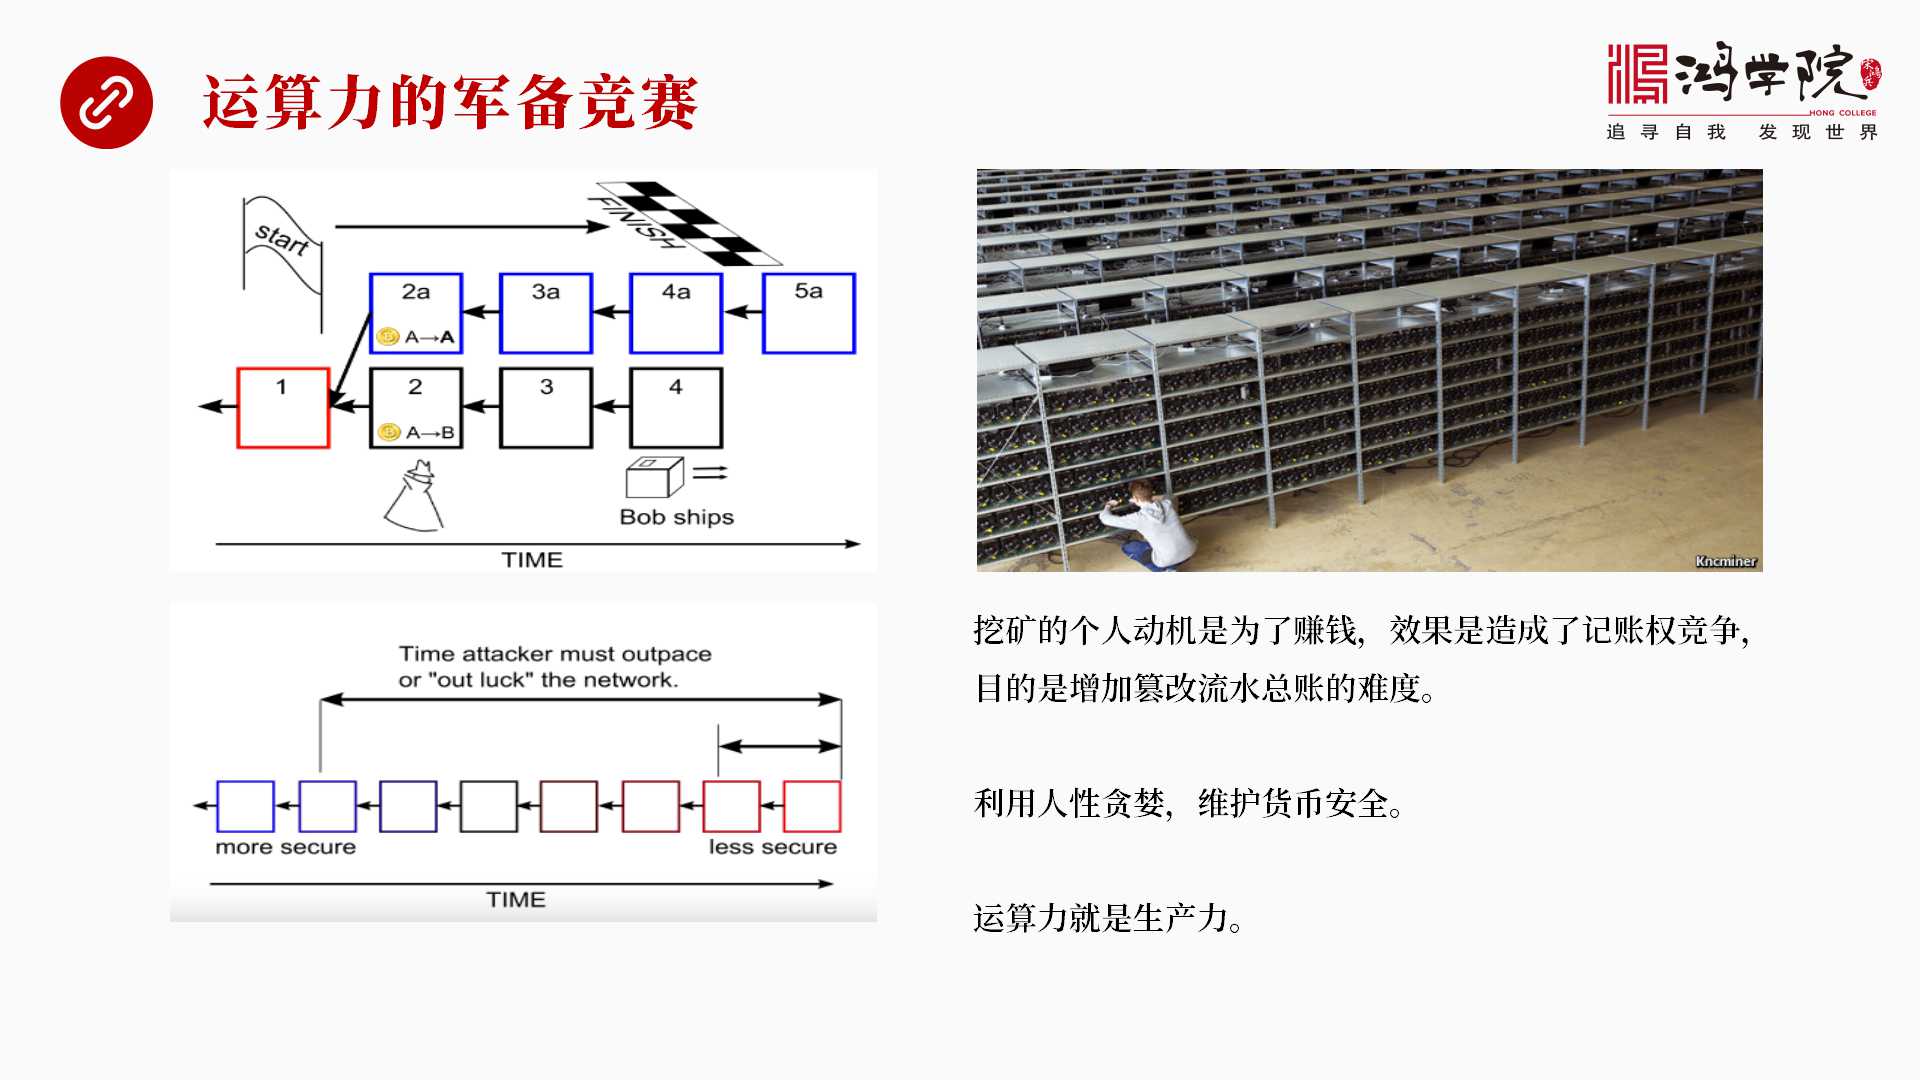 运算力的军备竞赛
鸿学院
宋鸿兵
HONG COLLEGE
追寻自我 发现世界
start
FINISH
2a
3a
4a
5a
A→A
1
2
3
4
A→B
Bob ships
TIME
Kncminer
Time attacker must outpace
or "out luck" the network.
more secure
less secure
TIME
挖矿的个人动机是为了赚钱，效果是造成了记账权竞争，
目的是增加篡改流水总账的难度。
利用人性贪婪，维护货币安全。
运算力就是生产力。